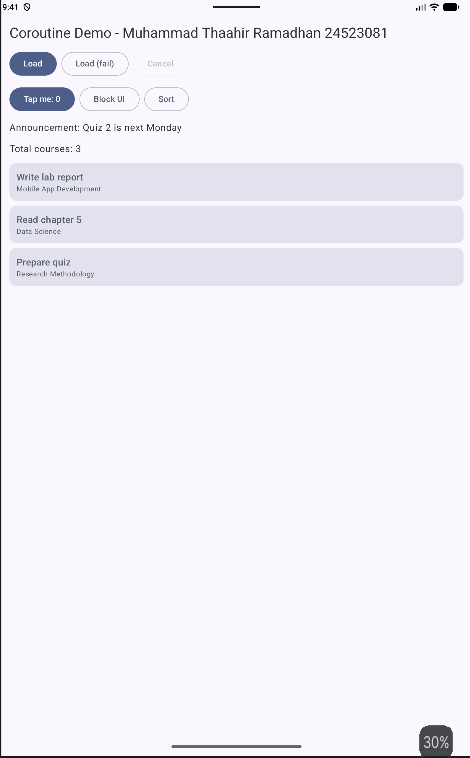 9:41
Coroutine Demo - Muhammad Thaahir Ramadhan 24523081
Load Load (fail) Cancel
Tap me: 0 Block UI Sort
Announcement: Quiz 2 is next Monday
Total courses: 3
Write lab report
Mobile App Development
Read chapter 5
Data Science
Prepare quiz
Research Methodology
30%